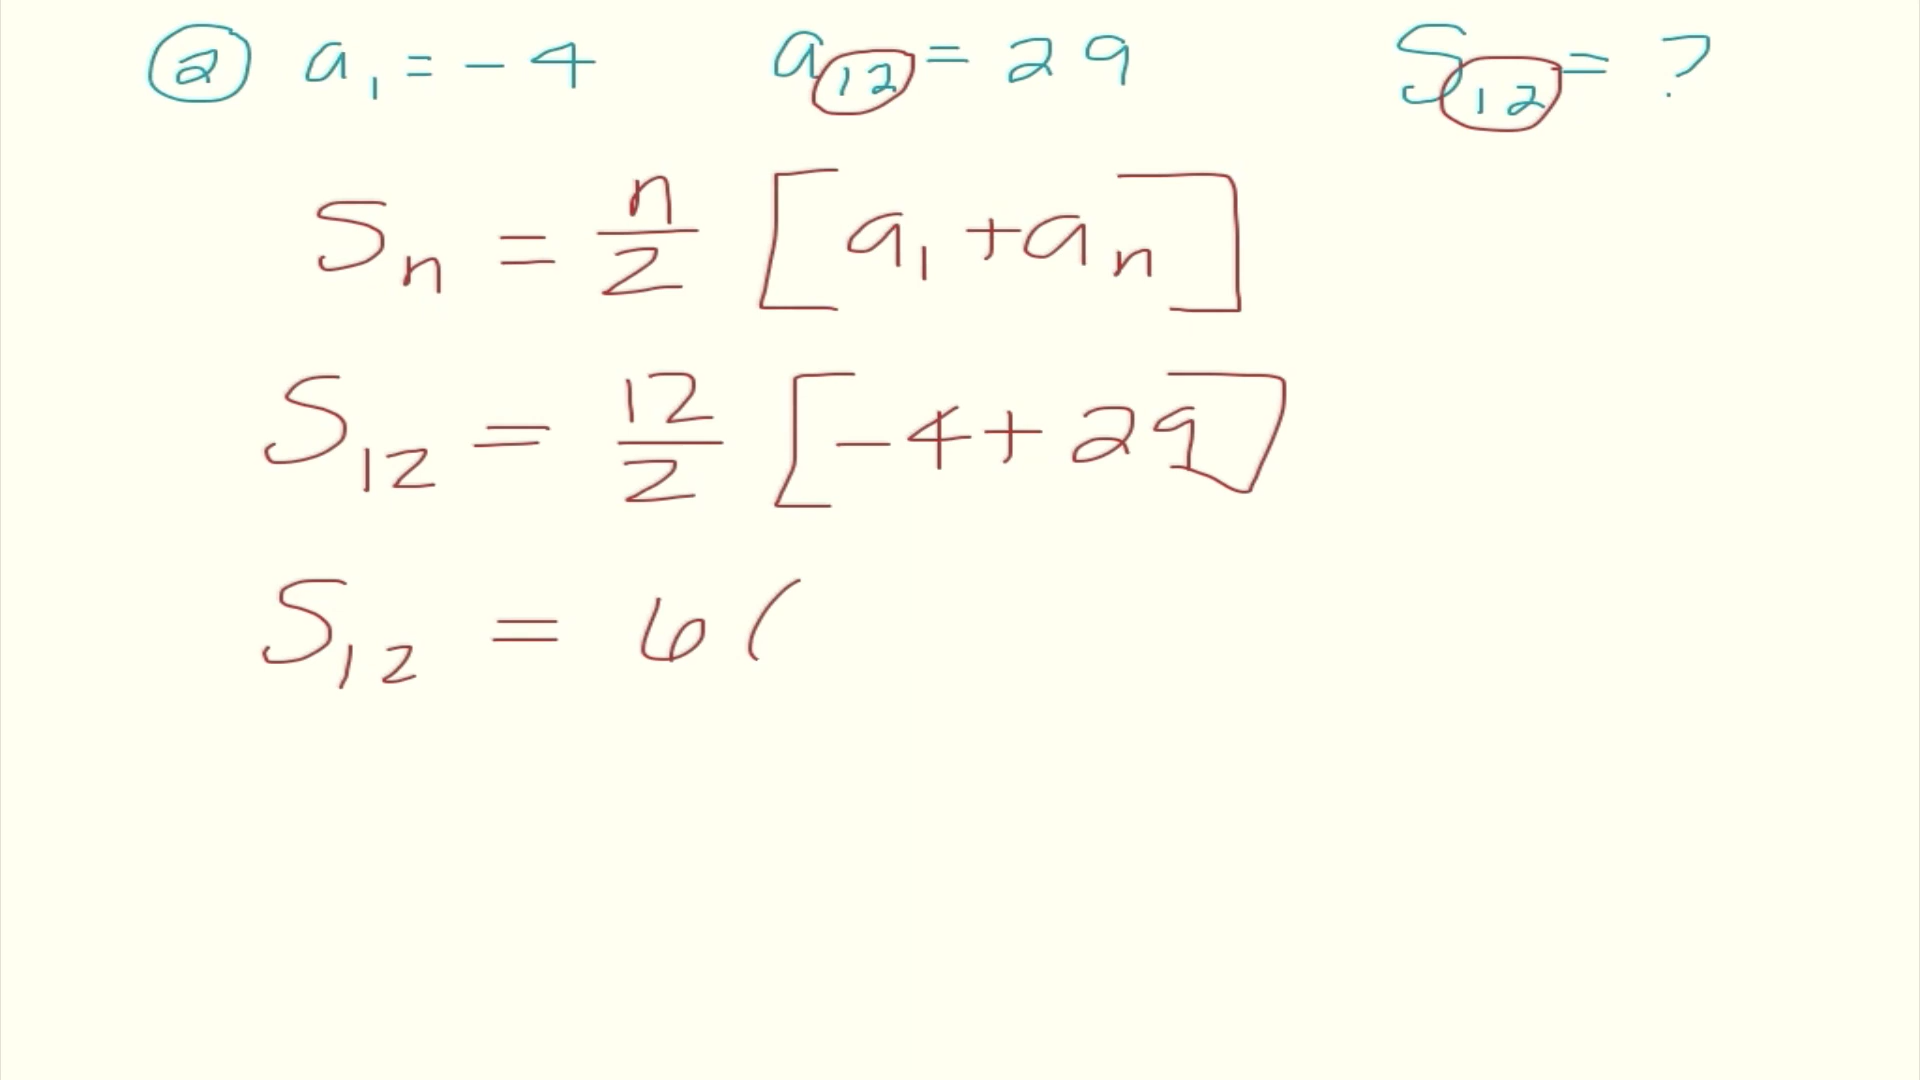 ② a₁ = -4 a₁₂ = 29 S₁₂ = ?
Sₙ = n/2 [a₁ + aₙ]
S₁₂ = 12/2 [-4 + 29]
S₁₂ = 6 (